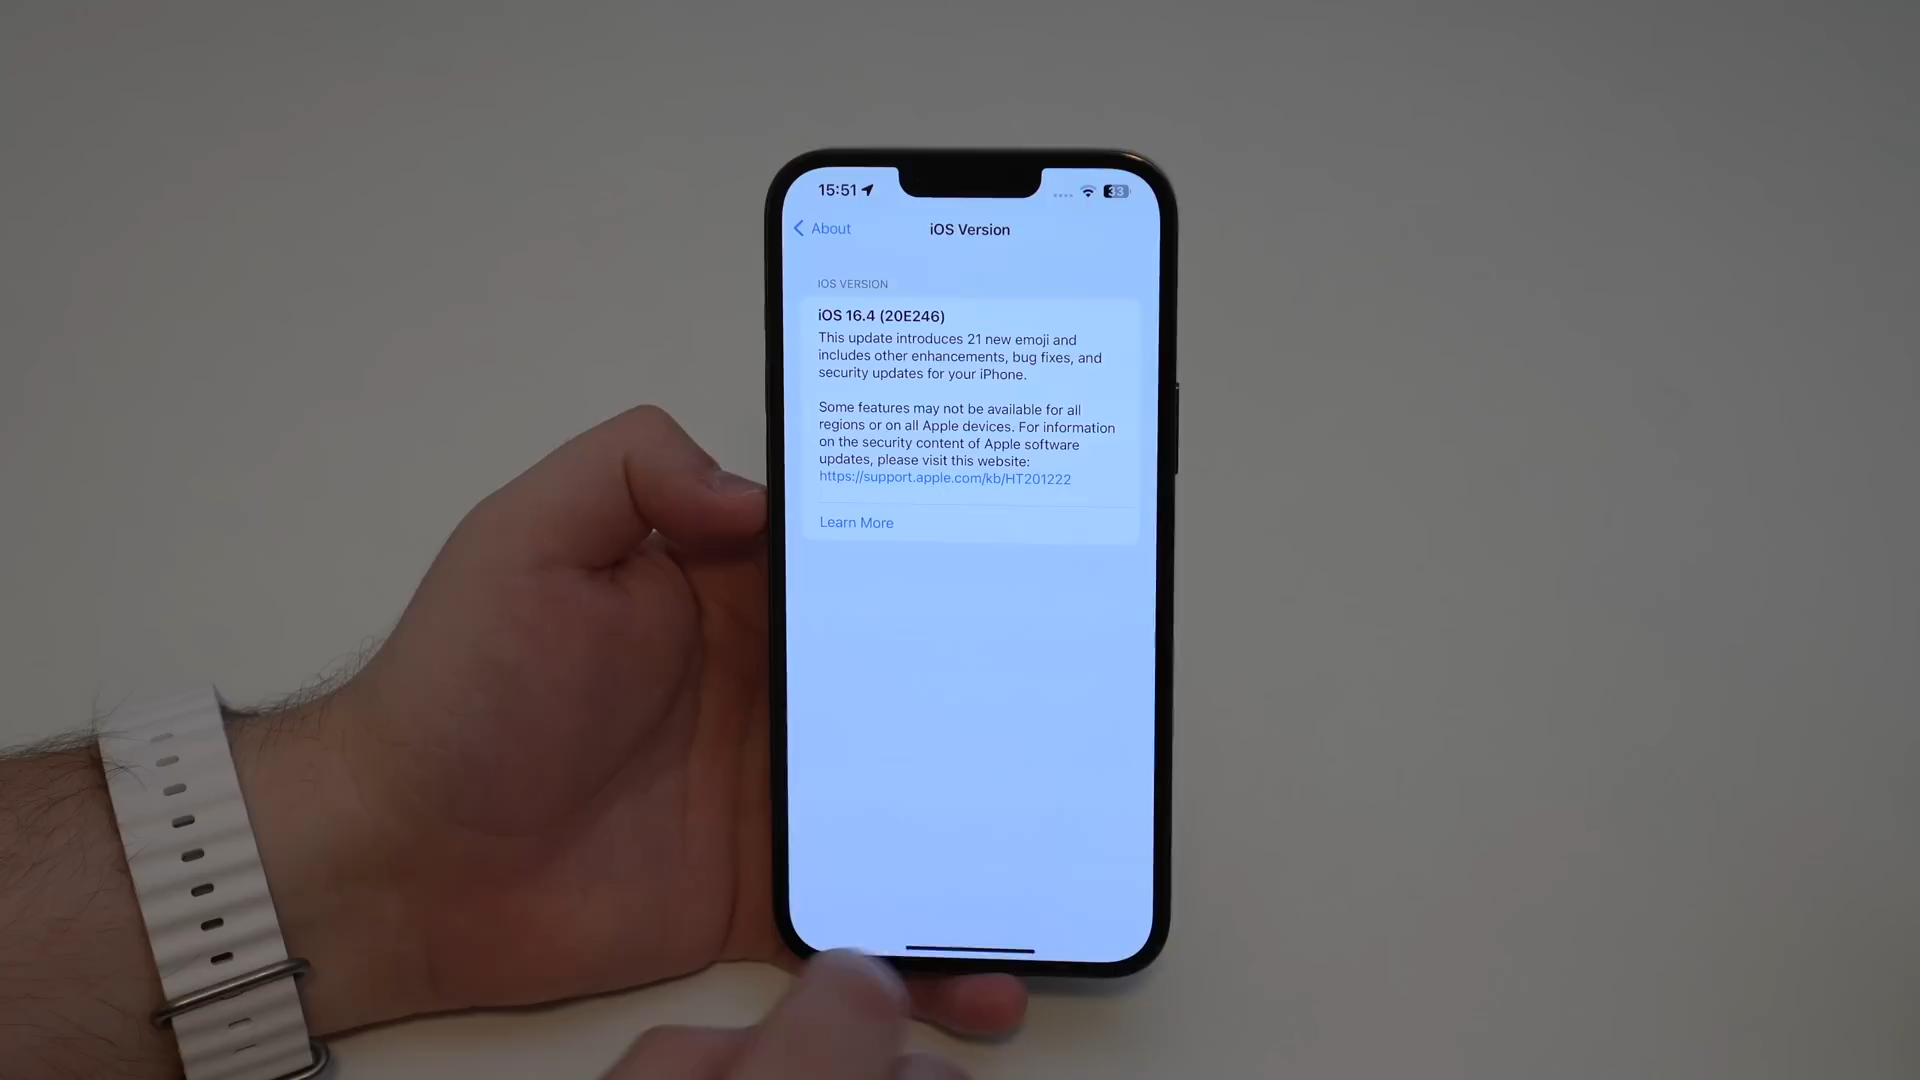 15:51
33
About
iOS Version
IOS VERSION
iOS 16.4 (20E246)
This update introduces 21 new emoji and
includes other enhancements, bug fixes, and
security updates for your iPhone.
Some features may not be available for all
regions or on all Apple devices. For information
on the security content of Apple software
updates, please visit this website:
https://support.apple.com/kb/HT201222
Learn More